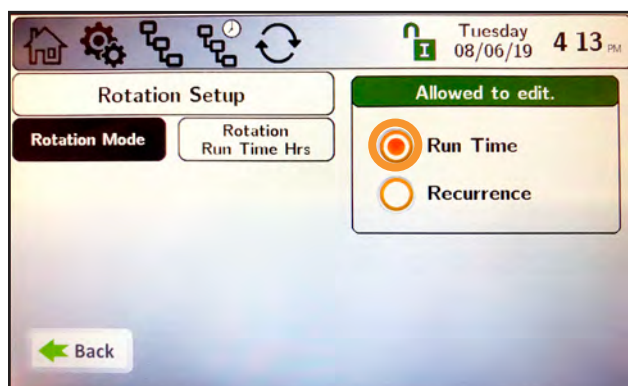 Tuesday
08/06/19
4 13 PM
I
Rotation Setup
Allowed to edit.
Rotation Mode
Rotation
Run Time Hrs
Run Time
Recurrence
Back